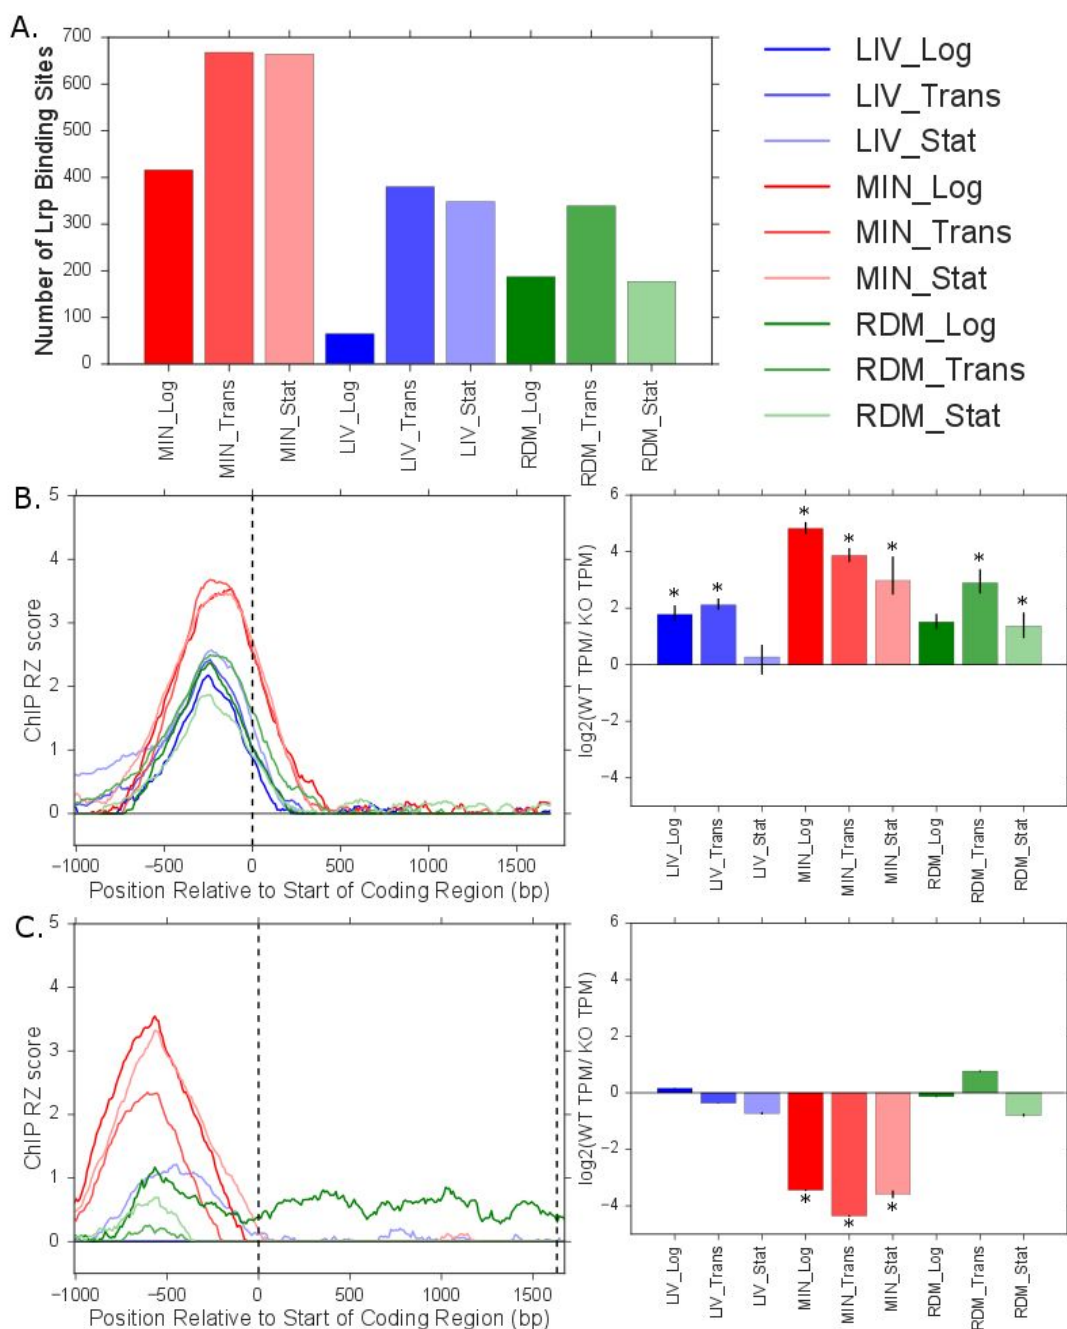 A.
Number of Lrp Binding Sites
700
600
500
400
300
200
100
0
MIN_Log
MIN_Trans
MIN_Stat
LIV_Log
LIV_Trans
LIV_Stat
RDM_Log
RDM_Trans
RDM_Stat
LIV_Log
LIV_Trans
LIV_Stat
MIN_Log
MIN_Trans
MIN_Stat
RDM_Log
RDM_Trans
RDM_Stat
B.
ChIP RZ score
5
4
3
2
1
0
−1000
−500
0
500
1000
1500
Position Relative to Start of Coding Region (bp)
log2(WT TPM/ KO TPM)
6
4
2
0
−2
−4
*
*
*
*
*
*
*
LIV_Log
LIV_Trans
LIV_Stat
MIN_Log
MIN_Trans
MIN_Stat
RDM_Log
RDM_Trans
RDM_Stat
C.
ChIP RZ score
5
4
3
2
1
0
−1000
−500
0
500
1000
1500
Position Relative to Start of Coding Region (bp)
log2(WT TPM/ KO TPM)
6
4
2
0
−2
−4
*
*
*
LIV_Log
LIV_Trans
LIV_Stat
MIN_Log
MIN_Trans
MIN_Stat
RDM_Log
RDM_Trans
RDM_Stat